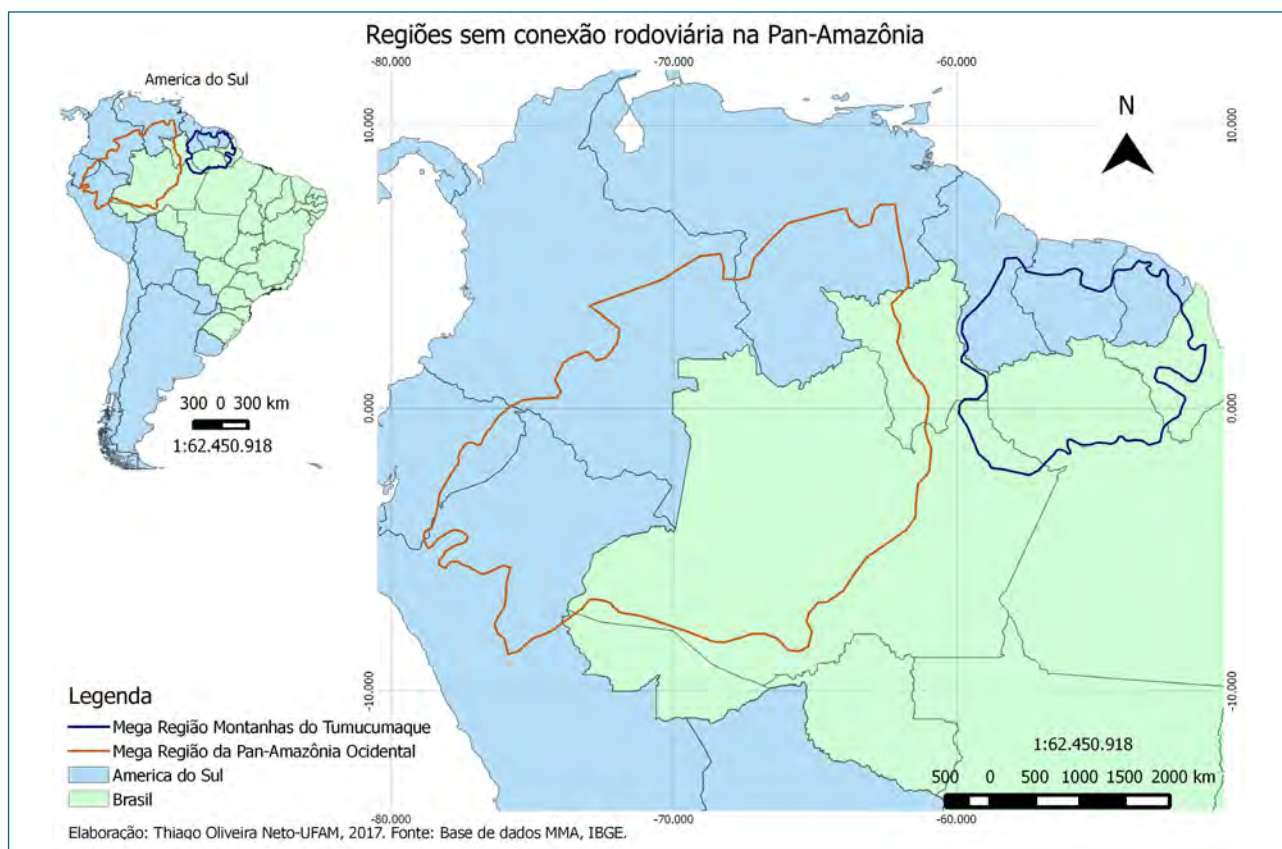 Regiões sem conexão rodoviária na Pan-Amazônia
America do Sul
300 0 300 km
1:62.450.918
-80.000 -70.000 -60.000
N
10.000 10.000
0.000 0.000
-10.000 -10.000
-80.000 -70.000 -60.000
1:62.450.918
500 0 500 1000 1500 2000 km
Legenda
Mega Região Montanhas do Tumucumaque
Mega Região da Pan-Amazônia Ocidental
America do Sul
Brasil
Elaboração: Thiago Oliveira Neto-UFAM, 2017. Fonte: Base de dados MMA, IBGE.